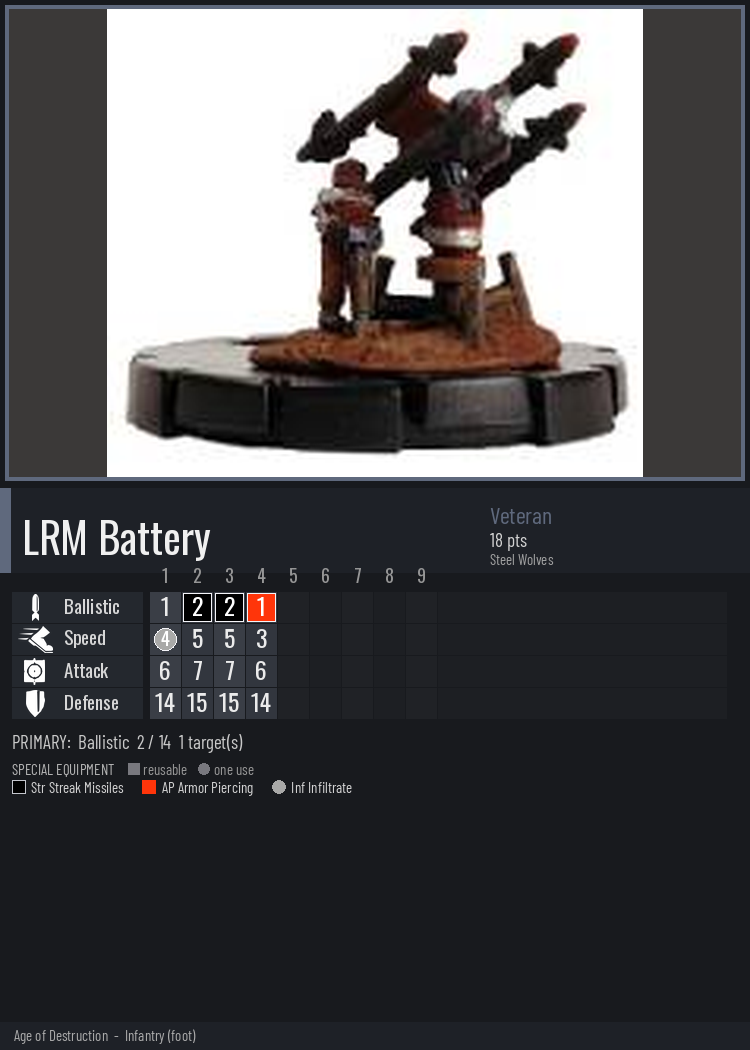 LRM Battery
Veteran
18 pts
Steel Wolves
1 2 3 4 5 6 7 8 9
Ballistic 1 2 2 1
Speed 4 5 5 3
Attack 6 7 7 6
Defense 14 15 15 14
PRIMARY: Ballistic 2 / 14 1 target(s)
SPECIAL EQUIPMENT reusable one use
Str Streak Missiles AP Armor Piercing Inf Infiltrate
Age of Destruction - Infantry (foot)